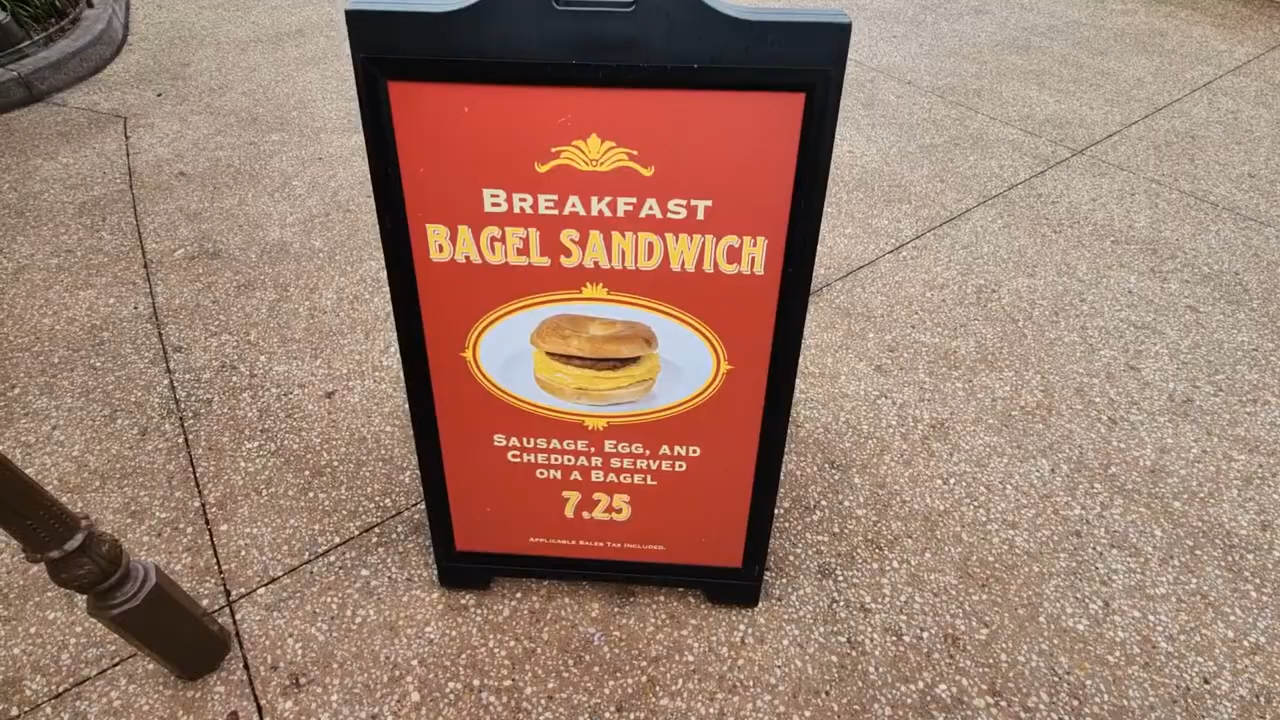 BREAKFAST
BAGEL SANDWICH
SAUSAGE, EGG, AND
CHEDDAR SERVED
ON A BAGEL
7.25
APPLICABLE SALES TAX INCLUDED.